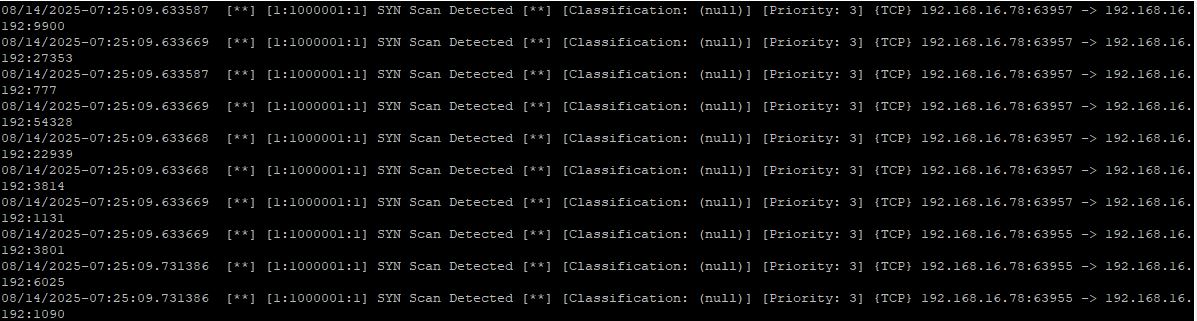 08/14/2025-07:25:09.633587  [**] [1:1000001:1] SYN Scan Detected [**] [Classification: (null)] [Priority: 3] {TCP} 192.168.16.78:63957 -> 192.168.16.
192:9900
08/14/2025-07:25:09.633669  [**] [1:1000001:1] SYN Scan Detected [**] [Classification: (null)] [Priority: 3] {TCP} 192.168.16.78:63957 -> 192.168.16.
192:27353
08/14/2025-07:25:09.633587  [**] [1:1000001:1] SYN Scan Detected [**] [Classification: (null)] [Priority: 3] {TCP} 192.168.16.78:63957 -> 192.168.16.
192:777
08/14/2025-07:25:09.633669  [**] [1:1000001:1] SYN Scan Detected [**] [Classification: (null)] [Priority: 3] {TCP} 192.168.16.78:63957 -> 192.168.16.
192:54328
08/14/2025-07:25:09.633668  [**] [1:1000001:1] SYN Scan Detected [**] [Classification: (null)] [Priority: 3] {TCP} 192.168.16.78:63957 -> 192.168.16.
192:22939
08/14/2025-07:25:09.633668  [**] [1:1000001:1] SYN Scan Detected [**] [Classification: (null)] [Priority: 3] {TCP} 192.168.16.78:63957 -> 192.168.16.
192:3814
08/14/2025-07:25:09.633669  [**] [1:1000001:1] SYN Scan Detected [**] [Classification: (null)] [Priority: 3] {TCP} 192.168.16.78:63957 -> 192.168.16.
192:1131
08/14/2025-07:25:09.633669  [**] [1:1000001:1] SYN Scan Detected [**] [Classification: (null)] [Priority: 3] {TCP} 192.168.16.78:63955 -> 192.168.16.
192:3801
08/14/2025-07:25:09.731386  [**] [1:1000001:1] SYN Scan Detected [**] [Classification: (null)] [Priority: 3] {TCP} 192.168.16.78:63955 -> 192.168.16.
192:6025
08/14/2025-07:25:09.731386  [**] [1:1000001:1] SYN Scan Detected [**] [Classification: (null)] [Priority: 3] {TCP} 192.168.16.78:63955 -> 192.168.16.
192:1090